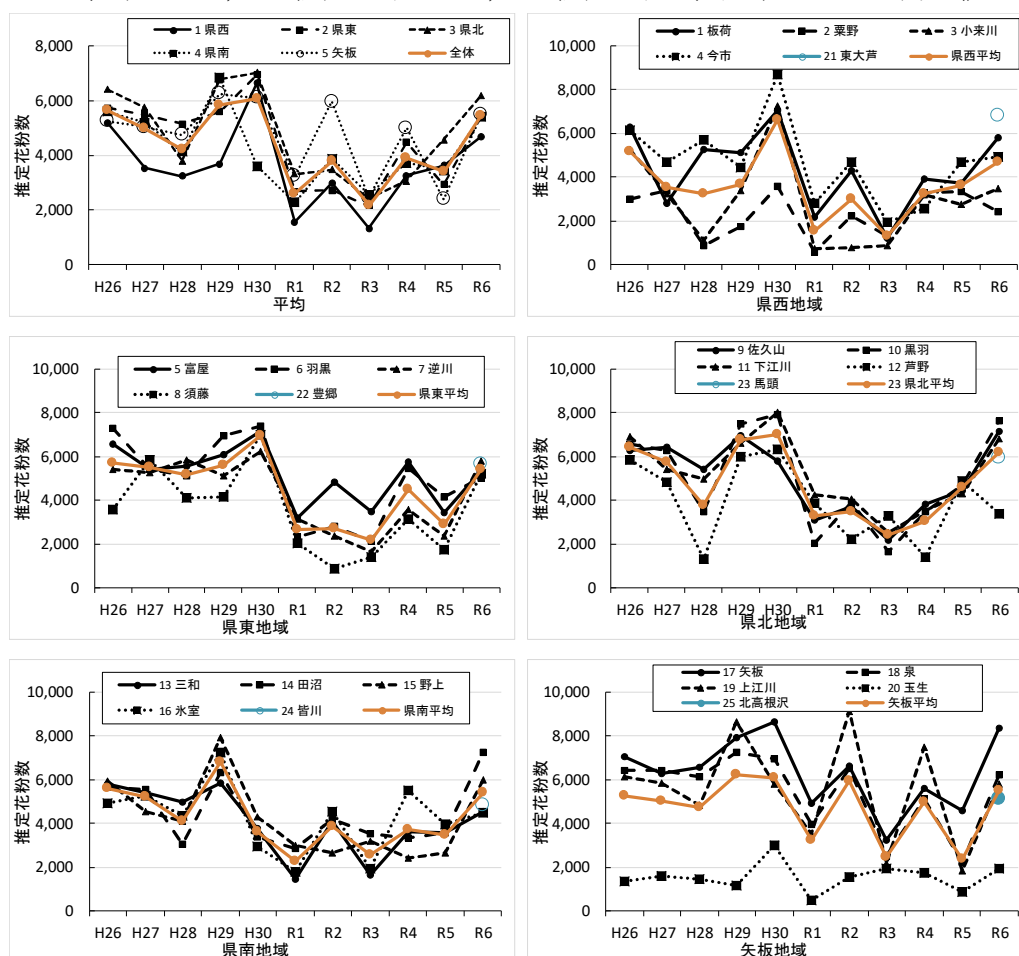 1 県西 2 県東 3 県北
4 県南 5 矢板 全体
推定花粉数
8,000
6,000
4,000
2,000
0
H26 H27 H28 H29 H30 R1 R2 R3 R4 R5 R6
平均
1 板荷 2 粟野 3 小来川
4 今市 21 東大芦 県西平均
推定花粉数
10,000
8,000
6,000
4,000
2,000
0
H26 H27 H28 H29 H30 R1 R2 R3 R4 R5 R6
県西地域
5 富屋 6 羽黒 7 逆川
8 須藤 22 豊郷 県東平均
推定花粉数
10,000
8,000
6,000
4,000
2,000
0
H26 H27 H28 H29 H30 R1 R2 R3 R4 R5 R6
県東地域
9 佐久山 10 黒羽
11 下江川 12 芦野
23 馬頭 23 県北平均
推定花粉数
10,000
8,000
6,000
4,000
2,000
0
H26 H27 H28 H29 H30 R1 R2 R3 R4 R5 R6
県北地域
13 三和 14 田沼 15 野上
16 氷室 24 皆川 県南平均
推定花粉数
10,000
8,000
6,000
4,000
2,000
0
H26 H27 H28 H29 H30 R1 R2 R3 R4 R5 R6
県南地域
17 矢板 18 泉
19 上江川 20 玉生
25 北高根沢 矢板平均
推定花粉数
10,000
8,000
6,000
4,000
2,000
0
H26 H27 H28 H29 H30 R1 R2 R3 R4 R5 R6
矢板地域